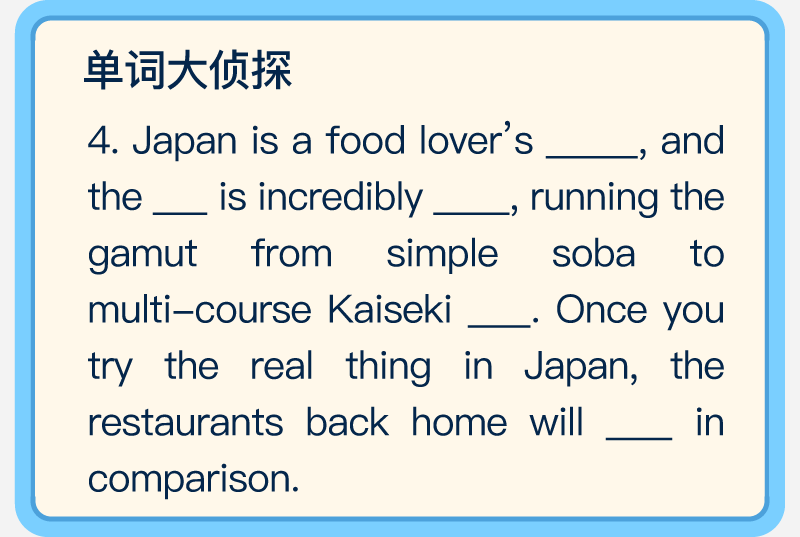 单词大侦探
4. Japan is a food lover’s _____, and
the ___ is incredibly ____, running the
gamut from simple soba to
multi–course Kaiseki ___. Once you
try the real thing in Japan, the
restaurants back home will ____ in
comparison.